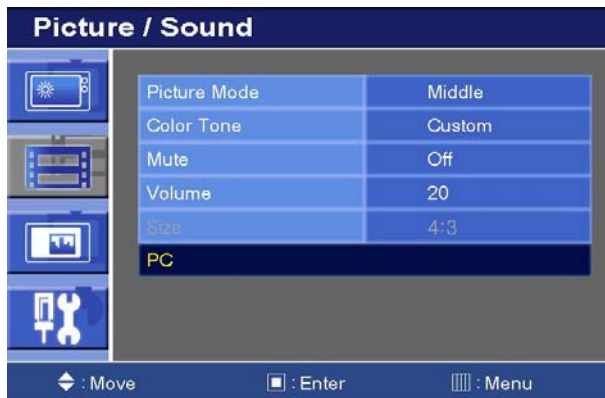 Picture / Sound
Picture Mode Middle
Color Tone Custom
Mute Off
Volume 20
Size 4:3
PC
: Move : Enter : Menu